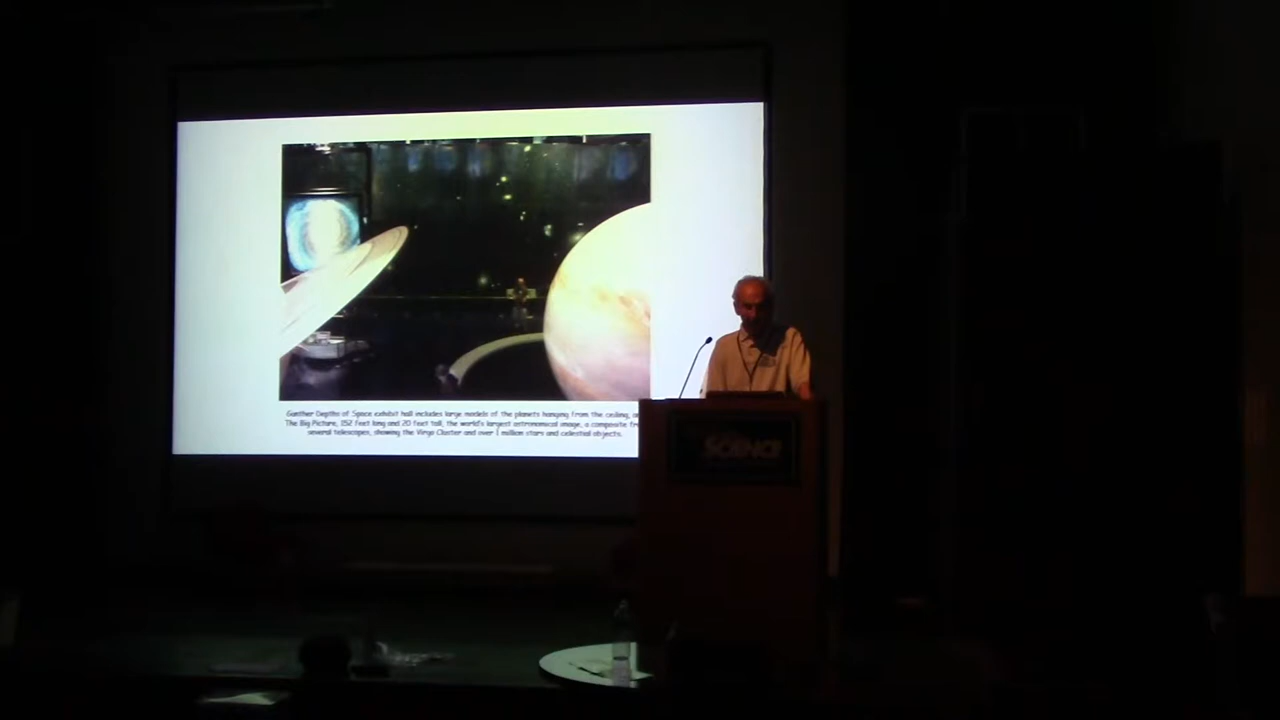 Gunther Depths of Space exhibit hall includes large models of the planets hanging from the ceiling,
The Big Picture, 152 feet long and 20 feet tall, the world's largest astronomical image, a composite
several telescopes, showing the Virgo Cluster and over 1 million stars and celestial objects.
SCIENCE